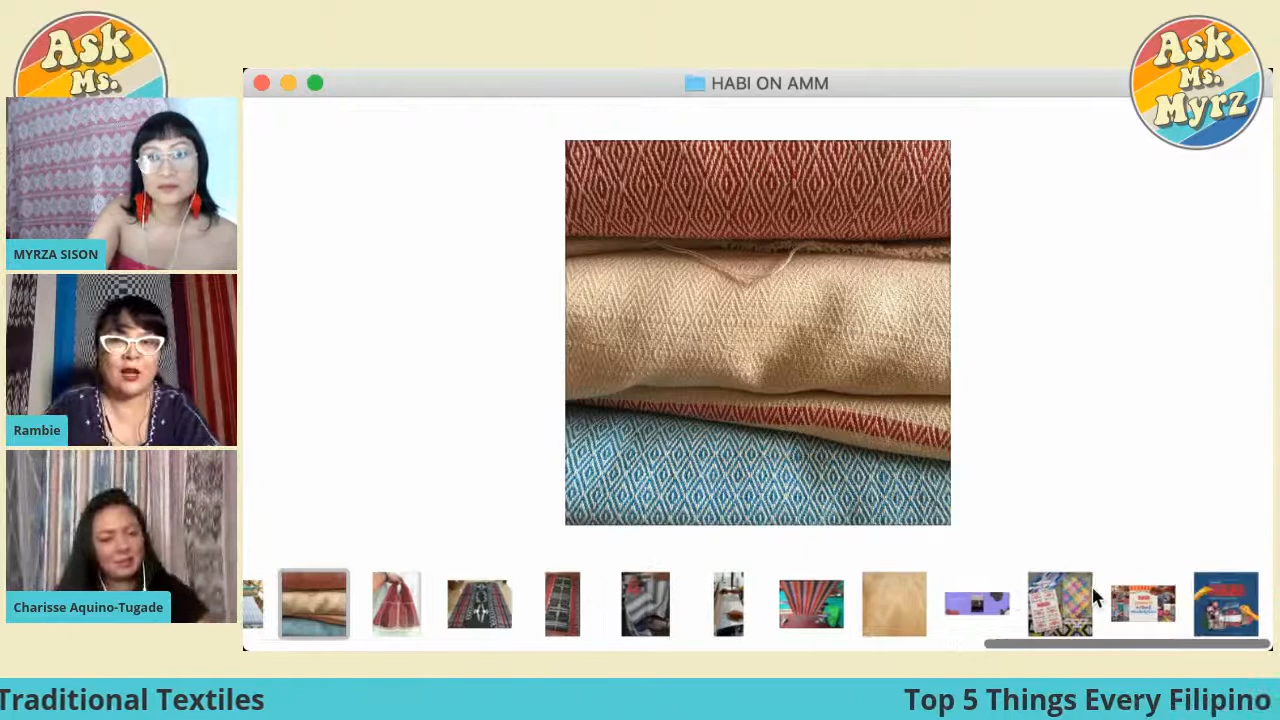 Ask
Ms.
HABI ON AMM
Ask
Ms.
Myrz
MYRZA SISON
Rambie
Charisse Aquino-Tugade
Traditional Textiles
Top 5 Things Every Filipino